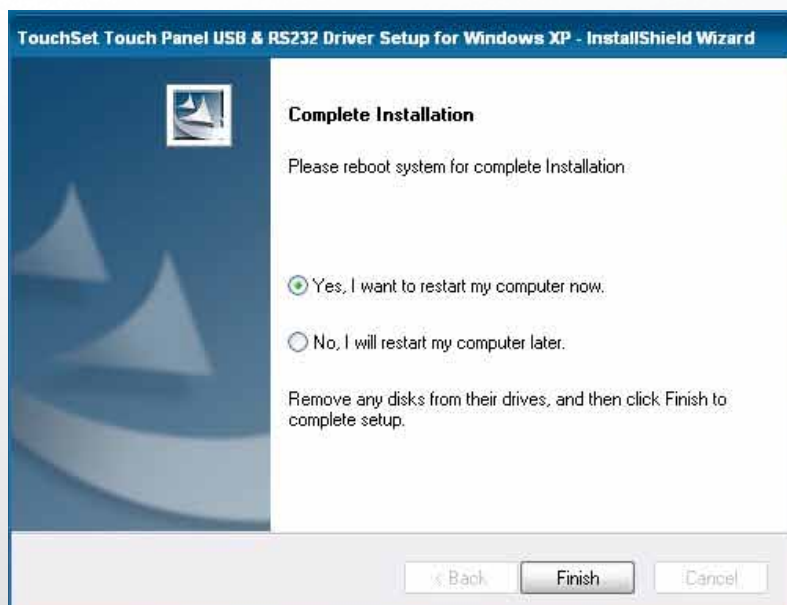 TouchSet Touch Panel USB & RS232 Driver Setup for Windows XP - InstallShield Wizard
Complete Installation
Please reboot system for complete Installation
Yes, I want to restart my computer now.
No, I will restart my computer later.
Remove any disks from their drives, and then click Finish to
complete setup.
< Back Finish Cancel